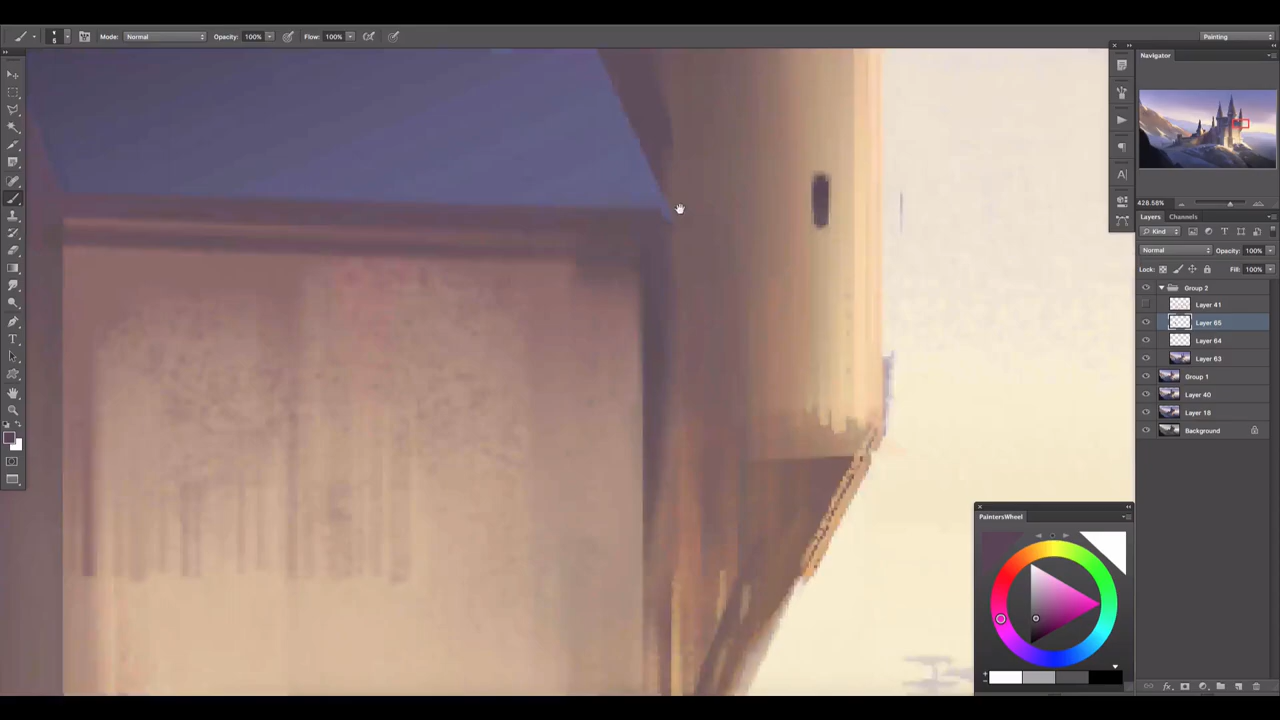 Mode: Normal Opacity: 100% Flow: 100% Painting
5
Navigator
428.58%
Layers Channels
Kind
Normal Opacity: 100%
Lock: Fill: 100%
Group 2
Layer 41
Layer 65
Layer 64
Layer 63
Group 1
Layer 40
Layer 18
Background
PaintersWheel